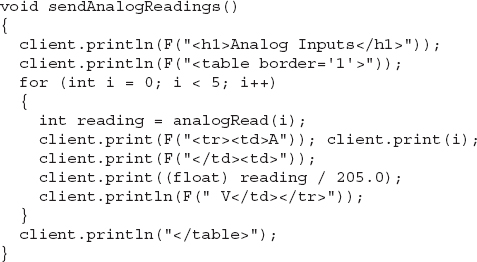 void sendAnalogReadings()
{
  client.println(F("<h1>Analog Inputs</h1>"));
  client.println(F("<table border='1'>"));
  for (int i = 0; i < 5; i++)
  {
    int reading = analogRead(i);
    client.print(F("<tr><td>A")); client.print(i);
    client.print(F("</td><td>"));
    client.print((float) reading / 205.0);
    client.println(F(" V</td></tr>"));
  }
  client.println("</table>");
}